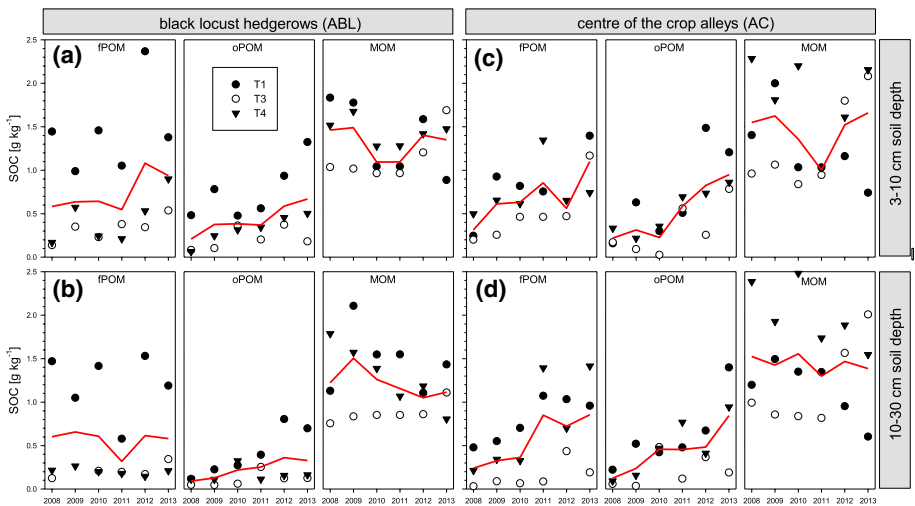 black locust hedgerows (ABL)
centre of the crop alleys (AC)
(a) fPOM oPOM MOM (c) fPOM oPOM MOM
T1
T3
T4
2.5
2.0
1.5
1.0
0.5
0.0
SOC [g kg-1]
3-10 cm soil depth
(b) fPOM oPOM MOM (d) fPOM oPOM MOM
2.5
2.0
1.5
1.0
0.5
0.0
SOC [g kg-1]
10-30 cm soil depth
2008 2009 2010 2011 2012 2013 2008 2009 2010 2011 2012 2013 2008 2009 2010 2011 2012 2013 2008 2009 2010 2011 2012 2013 2008 2009 2010 2011 2012 2013 2008 2009 2010 2011 2012 2013